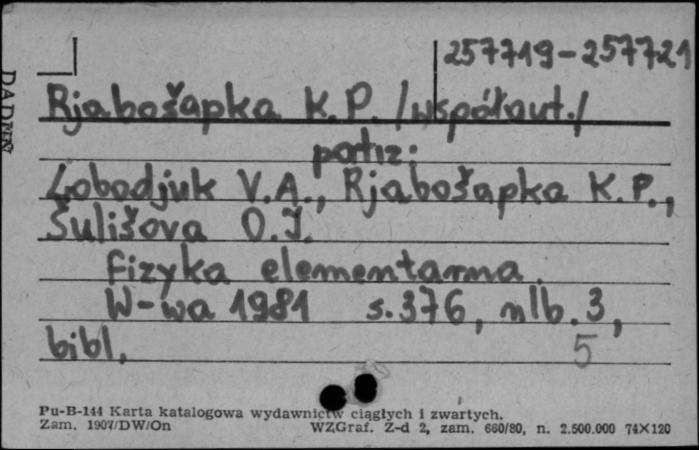 257719-257721
DADMN
Rjabošapka K.P. /współaut./
patrz:
Łobodjuk V.A., Rjabošapka K.P.,
Šulišova O.I.
Fizyka elementarna.
W-wa 1981 s.376, nlb.3,
bibl.
5
Pu-B-144 Karta katalogowa wydawnictw ciągłych i zwartych.
Zam. 1907/DW/On WZGraf. Z-d 2, zam. 660/80, n. 2.500.000 74X120